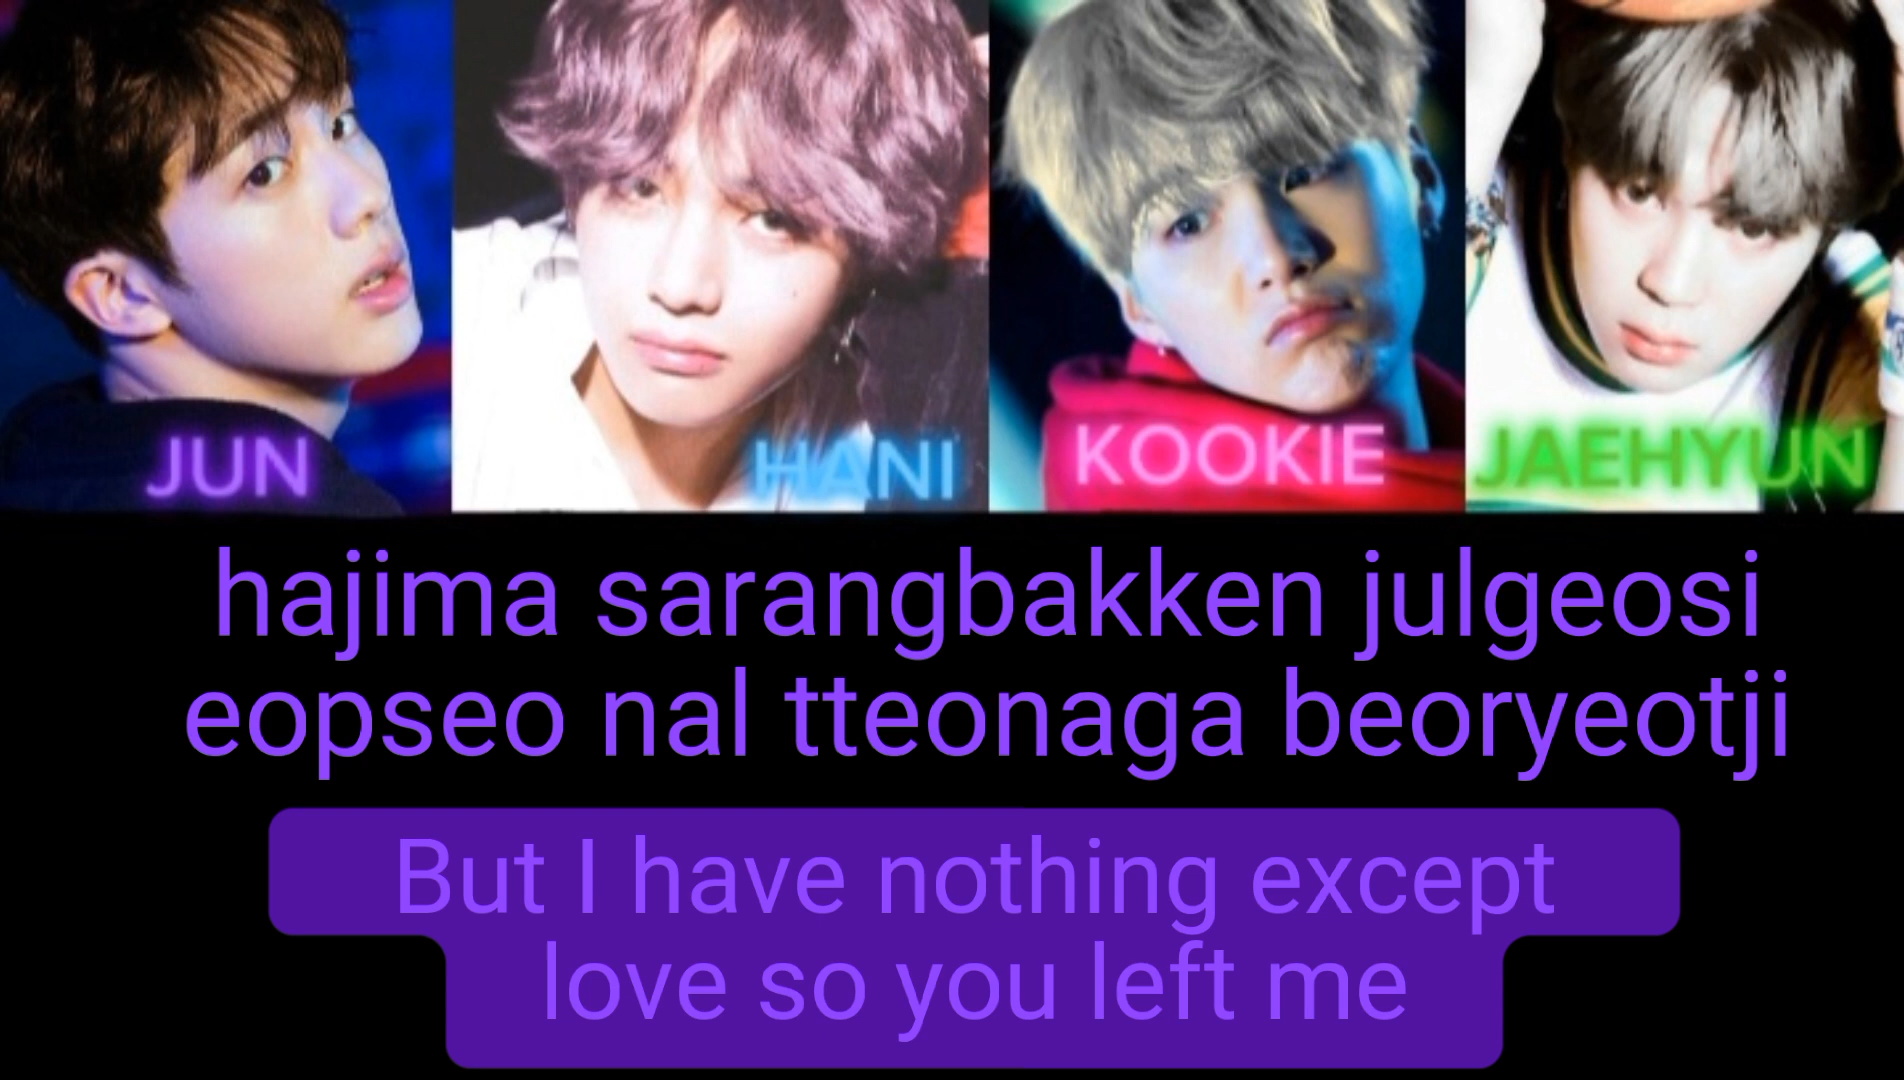 JUN
HANI
KOOKIE
JAEHYUN
hajima sarangbakken julgeosi
eopseo nal tteonaga beoryeotji
But I have nothing except
love so you left me